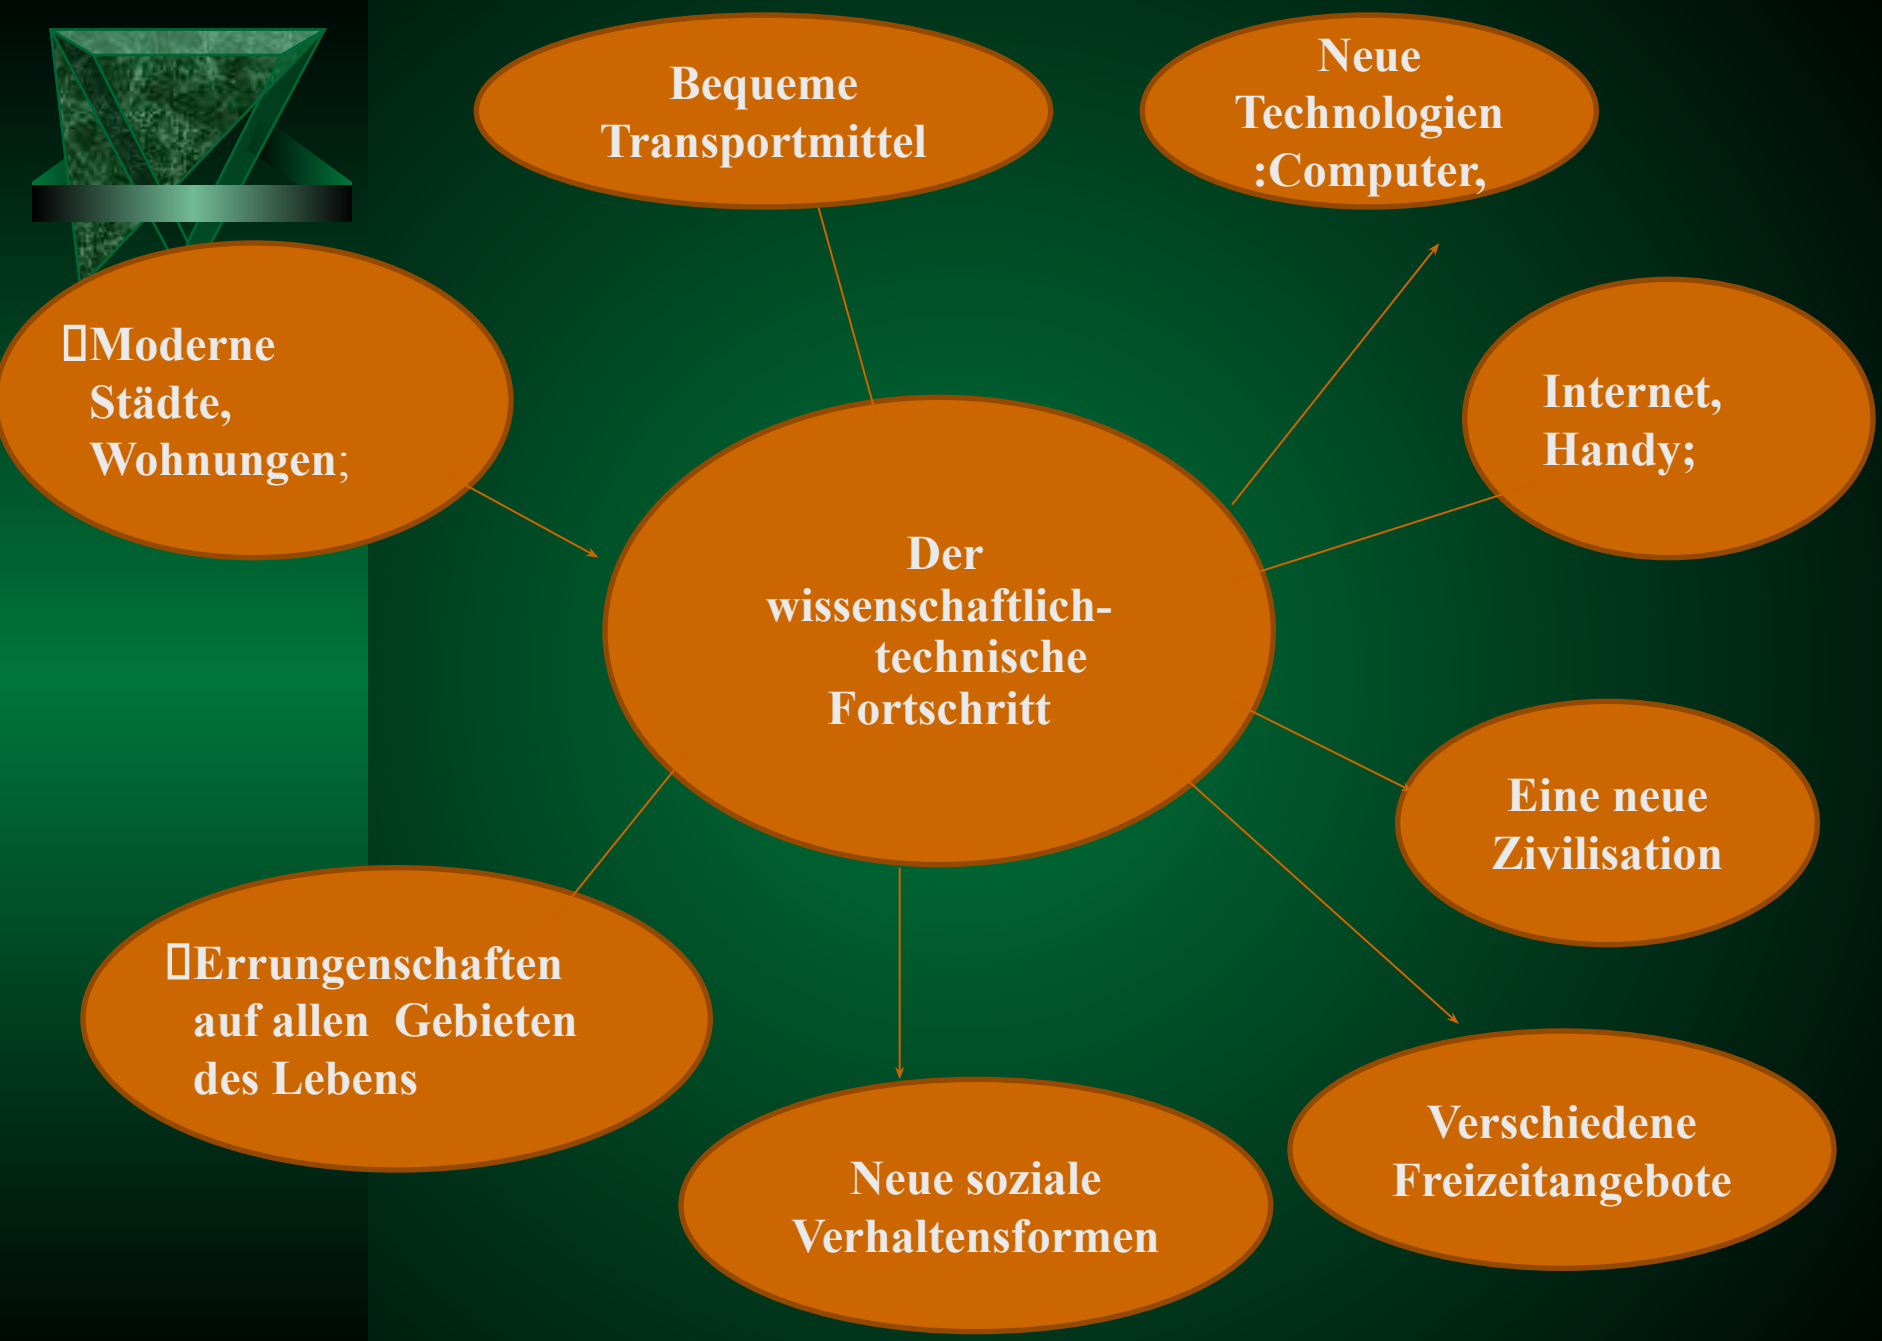 Bequeme
Transportmittel
Neue
Technologien
:Computer,
Moderne
Städte,
Wohnungen;
Internet,
Handy;
Der
wissenschaftlich-
technische
Fortschritt
Eine neue
Zivilisation
Errungenschaften
auf allen  Gebieten
des Lebens
Verschiedene
Freizeitangebote
Neue soziale
Verhaltensformen